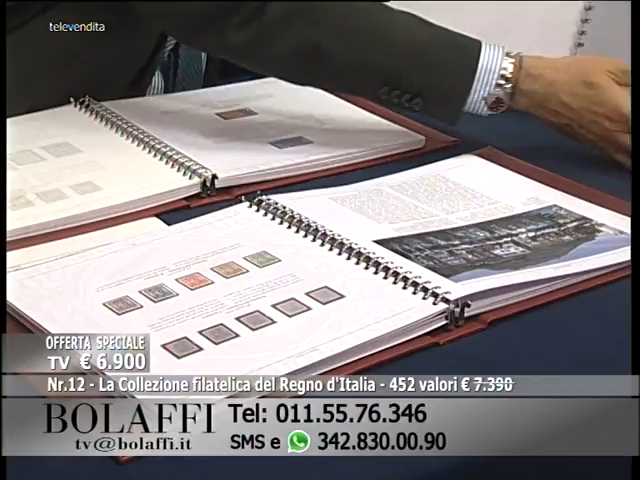 televendita
OFFERTA SPECIALE
TV € 6.900
Nr.12 - La Collezione filatelica del Regno d'Italia - 452 valori € 7.390
BOLAFFI
tv@bolaffi.it
Tel: 011.55.76.346
SMS e 342.830.00.90